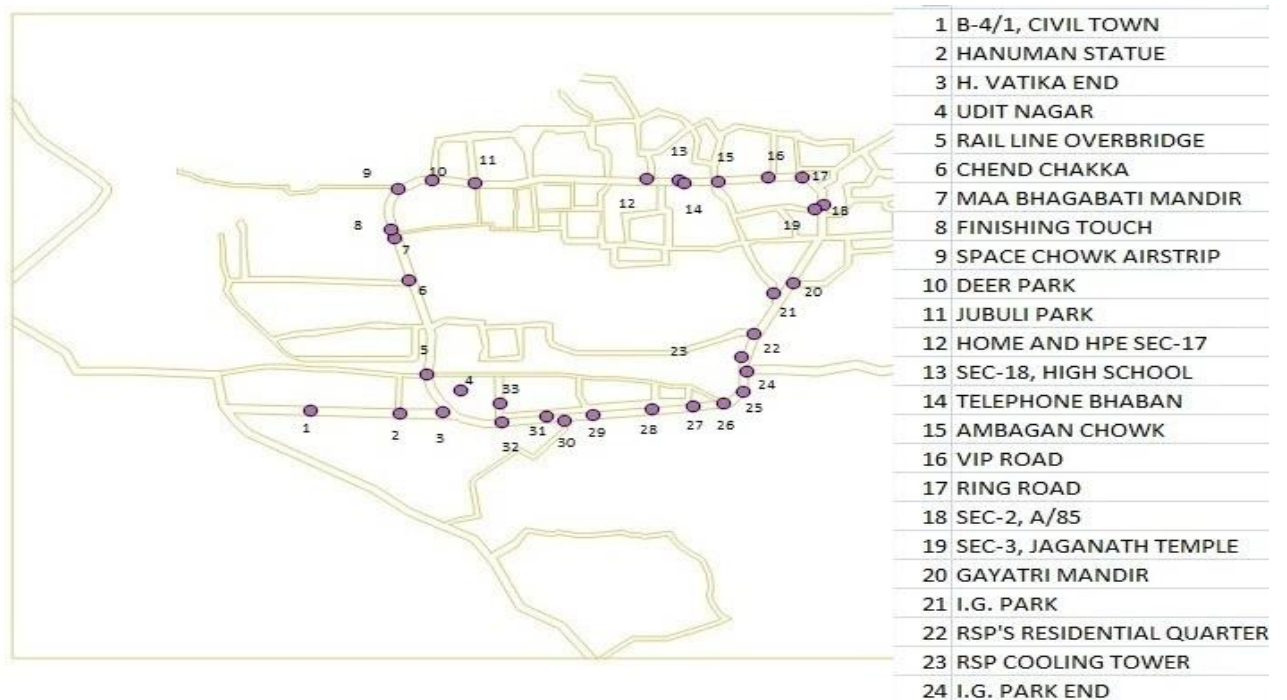 9
10
11
13
15
16
17
12
14
19
18
8
7
6
20
21
23
22
5
4
33
24
25
1
2
3
32
31
30
29
28
27
26
1 B-4/1, CIVIL TOWN
2 HANUMAN STATUE
3 H. VATIKA END
4 UDIT NAGAR
5 RAIL LINE OVERBRIDGE
6 CHEND CHAKKA
7 MAA BHAGABATI MANDIR
8 FINISHING TOUCH
9 SPACE CHOWK AIRSTRIP
10 DEER PARK
11 JUBULI PARK
12 HOME AND HPE SEC-17
13 SEC-18, HIGH SCHOOL
14 TELEPHONE BHABAN
15 AMBAGAN CHOWK
16 VIP ROAD
17 RING ROAD
18 SEC-2, A/85
19 SEC-3, JAGANATH TEMPLE
20 GAYATRI MANDIR
21 I.G. PARK
22 RSP'S RESIDENTIAL QUARTER
23 RSP COOLING TOWER
24 I.G. PARK END